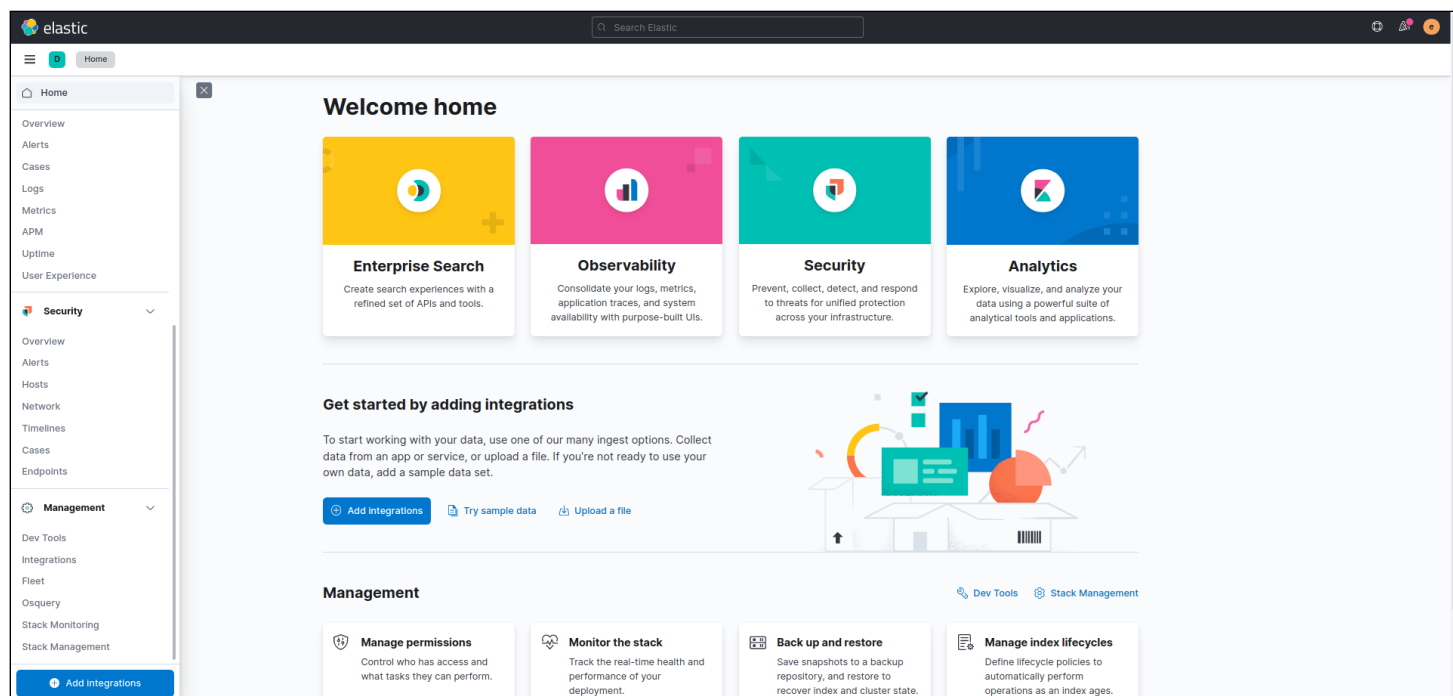 elastic
Search Elastic
e
D
Home
Home
Overview
Alerts
Cases
Logs
Metrics
APM
Uptime
User Experience
Security
Overview
Alerts
Hosts
Network
Timelines
Cases
Endpoints
Management
Dev Tools
Integrations
Fleet
Osquery
Stack Monitoring
Stack Management
Add integrations
Welcome home
Enterprise Search
Create search experiences with a
refined set of APIs and tools.
Observability
Consolidate your logs, metrics,
application traces, and system
availability with purpose-built UIs.
Security
Prevent, collect, detect, and respond
to threats for unified protection
across your infrastructure.
Analytics
Explore, visualize, and analyze your
data using a powerful suite of
analytical tools and applications.
Get started by adding integrations
To start working with your data, use one of our many ingest options. Collect
data from an app or service, or upload a file. If you're not ready to use your
own data, add a sample data set.
Add integrations
Try sample data
Upload a file
Management
Dev Tools
Stack Management
Manage permissions
Control who has access and
what tasks they can perform.
Monitor the stack
Track the real-time health and
performance of your
deployment.
Back up and restore
Save snapshots to a backup
repository, and restore to
recover index and cluster state.
Manage index lifecycles
Define lifecycle policies to
automatically perform
operations as an index ages.